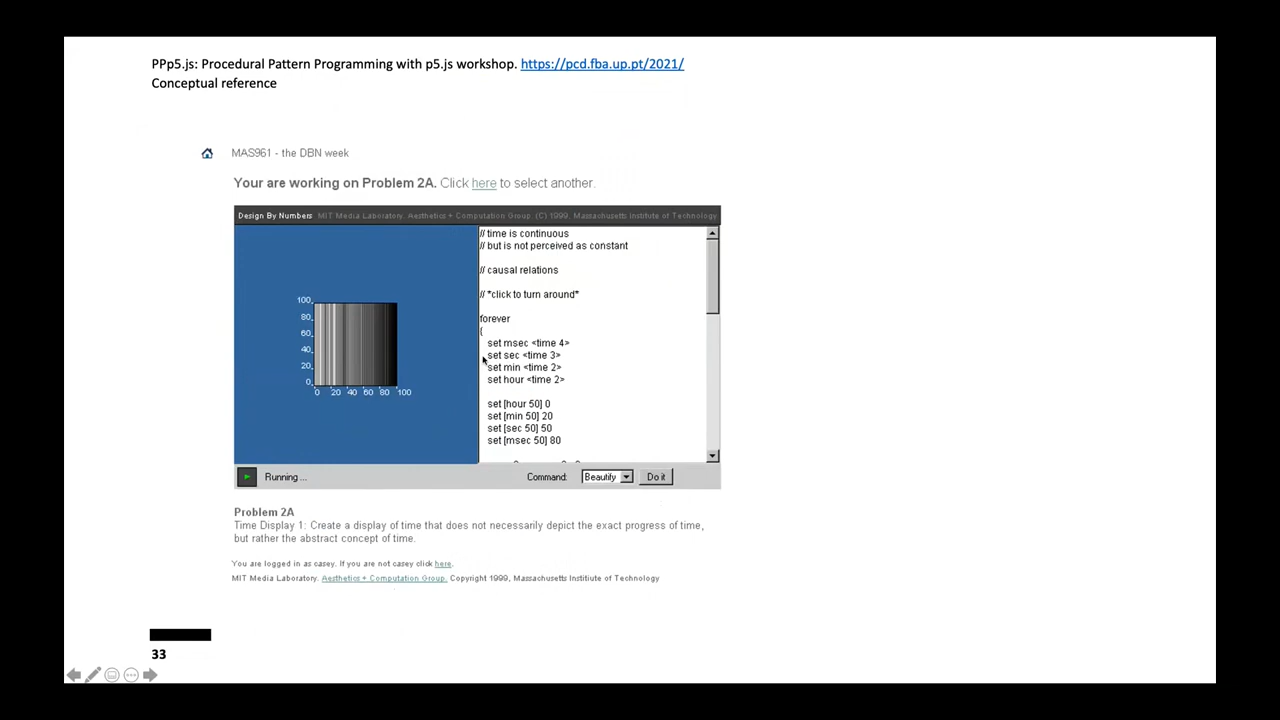 PPp5.js: Procedural Pattern Programming with p5.js workshop. https://pcd.fba.up.pt/2021/
Conceptual reference
MAS961 - the DBN week
Your are working on Problem 2A. Click here to select another.
Design By Numbers MIT Media Laboratory. Aesthetics + Computation Group. (C) 1999, Massachusetts Institute of Technology
100
80
60
40
20
0
0 20 40 60 80 100
// time is continuous
// but is not perceived as constant
// causal relations
// *click to turn around*
forever
{
set msec <time 4>
set sec <time 3>
set min <time 2>
set hour <time 2>
set [hour 50] 0
set [min 50] 20
set [sec 50] 50
set [msec 50] 80
Running ...
Command: Beautify Do it
Problem 2A
Time Display 1: Create a display of time that does not necessarily depict the exact progress of time,
but rather the abstract concept of time.
You are logged in as casey. If you are not casey click here.
MIT Media Laboratory. Aesthetics + Computation Group. Copyright 1999, Massachusetts Institiute of Technology
33